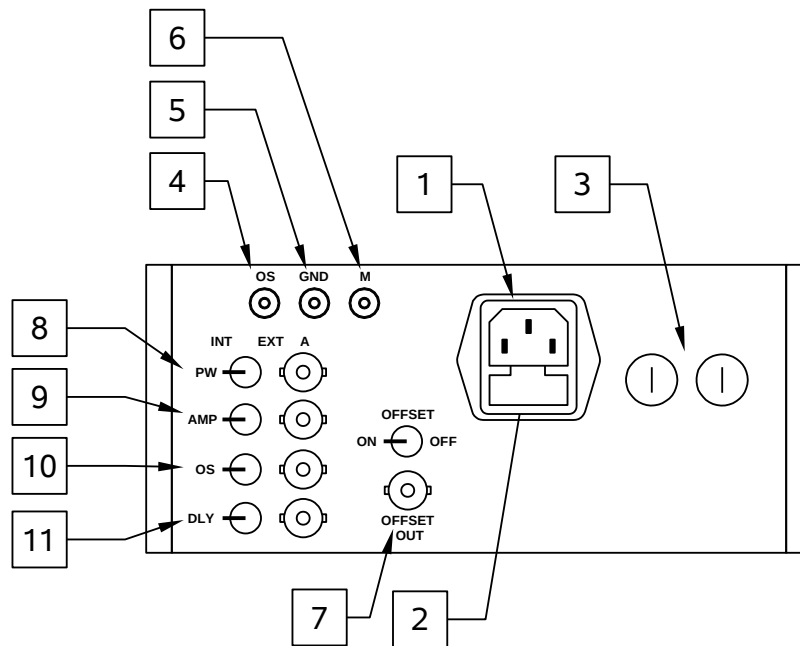 6
5
4
1
3
OS GND M
8
INT EXT A
PW
9
AMP
OFFSET
ON OFF
10
OS
11
DLY
OFFSET
OUT
7
2